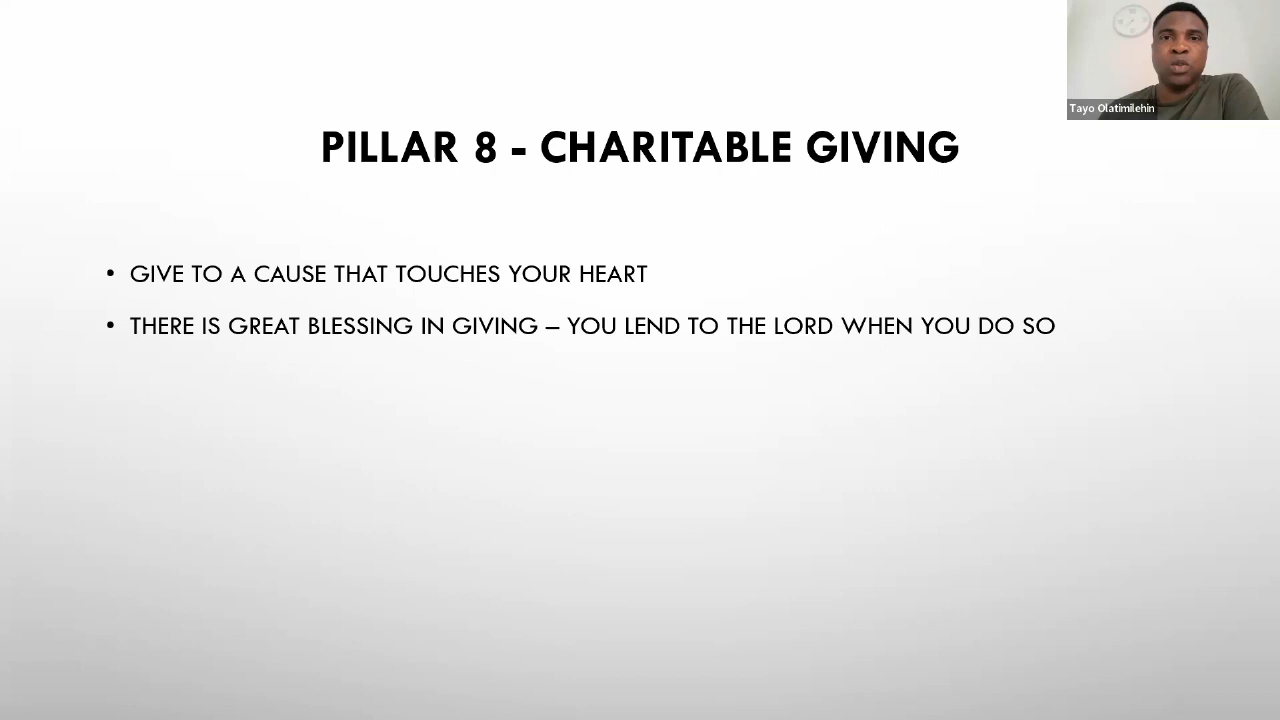 Tayo Olatimilehin
PILLAR 8 - CHARITABLE GIVING
• GIVE TO A CAUSE THAT TOUCHES YOUR HEART
• THERE IS GREAT BLESSING IN GIVING – YOU LEND TO THE LORD WHEN YOU DO SO